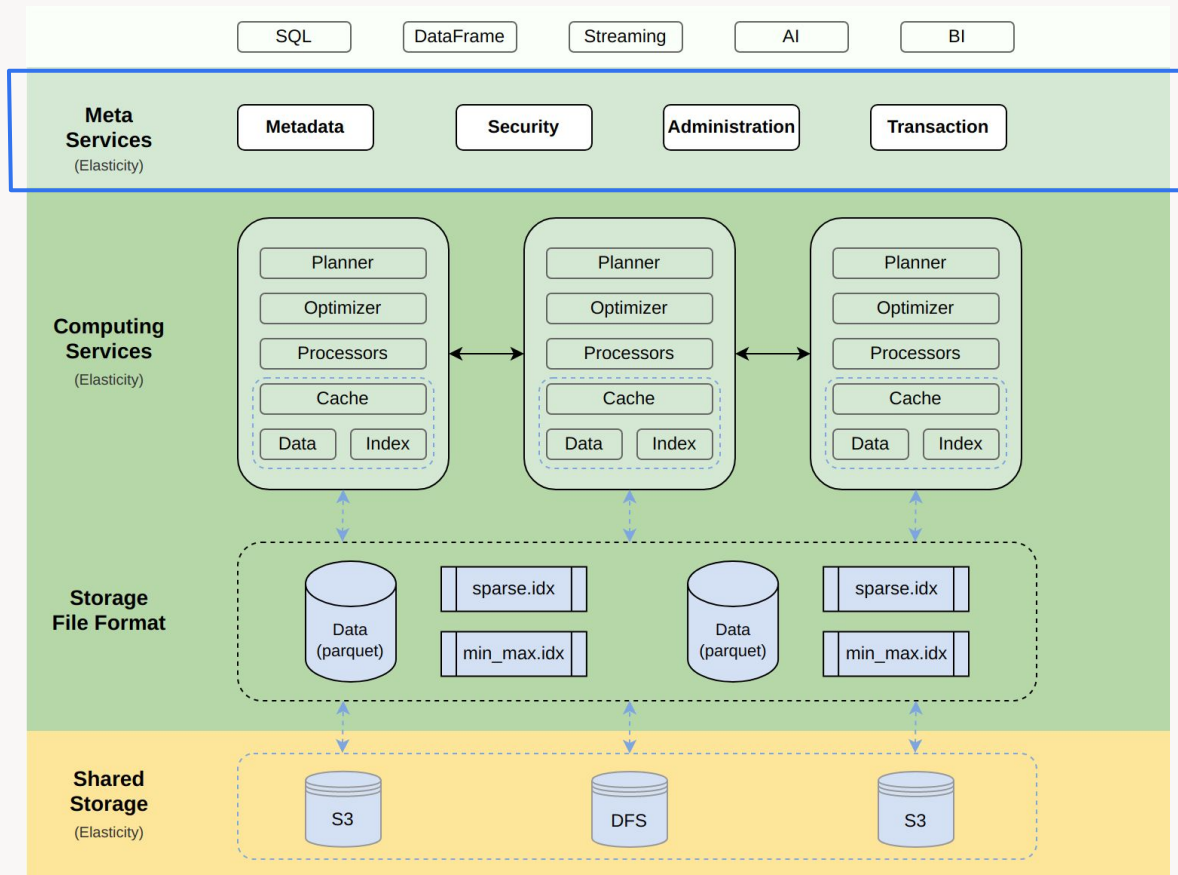 SQL
DataFrame
Streaming
AI
BI
Meta
Services
(Elasticity)
Metadata
Security
Administration
Transaction
Computing
Services
(Elasticity)
Planner
Optimizer
Processors
Cache
Data
Index
Planner
Optimizer
Processors
Cache
Data
Index
Planner
Optimizer
Processors
Cache
Data
Index
Storage
File Format
Data
(parquet)
sparse.idx
min_max.idx
Data
(parquet)
sparse.idx
min_max.idx
Shared
Storage
(Elasticity)
S3
DFS
S3